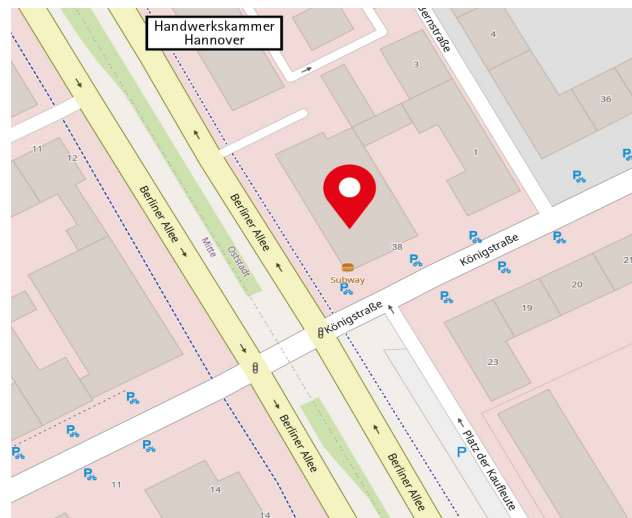 Handwerkskammer
Hannover
4
3
36
1
11
12
Berliner Allee
Berliner Allee
Mitte
Oststadt
38
Königstraße
Subway
Königstraße
19
20
21
23
Berliner Allee
Berliner Allee
Platz der Kaufleute
P
11
14
14